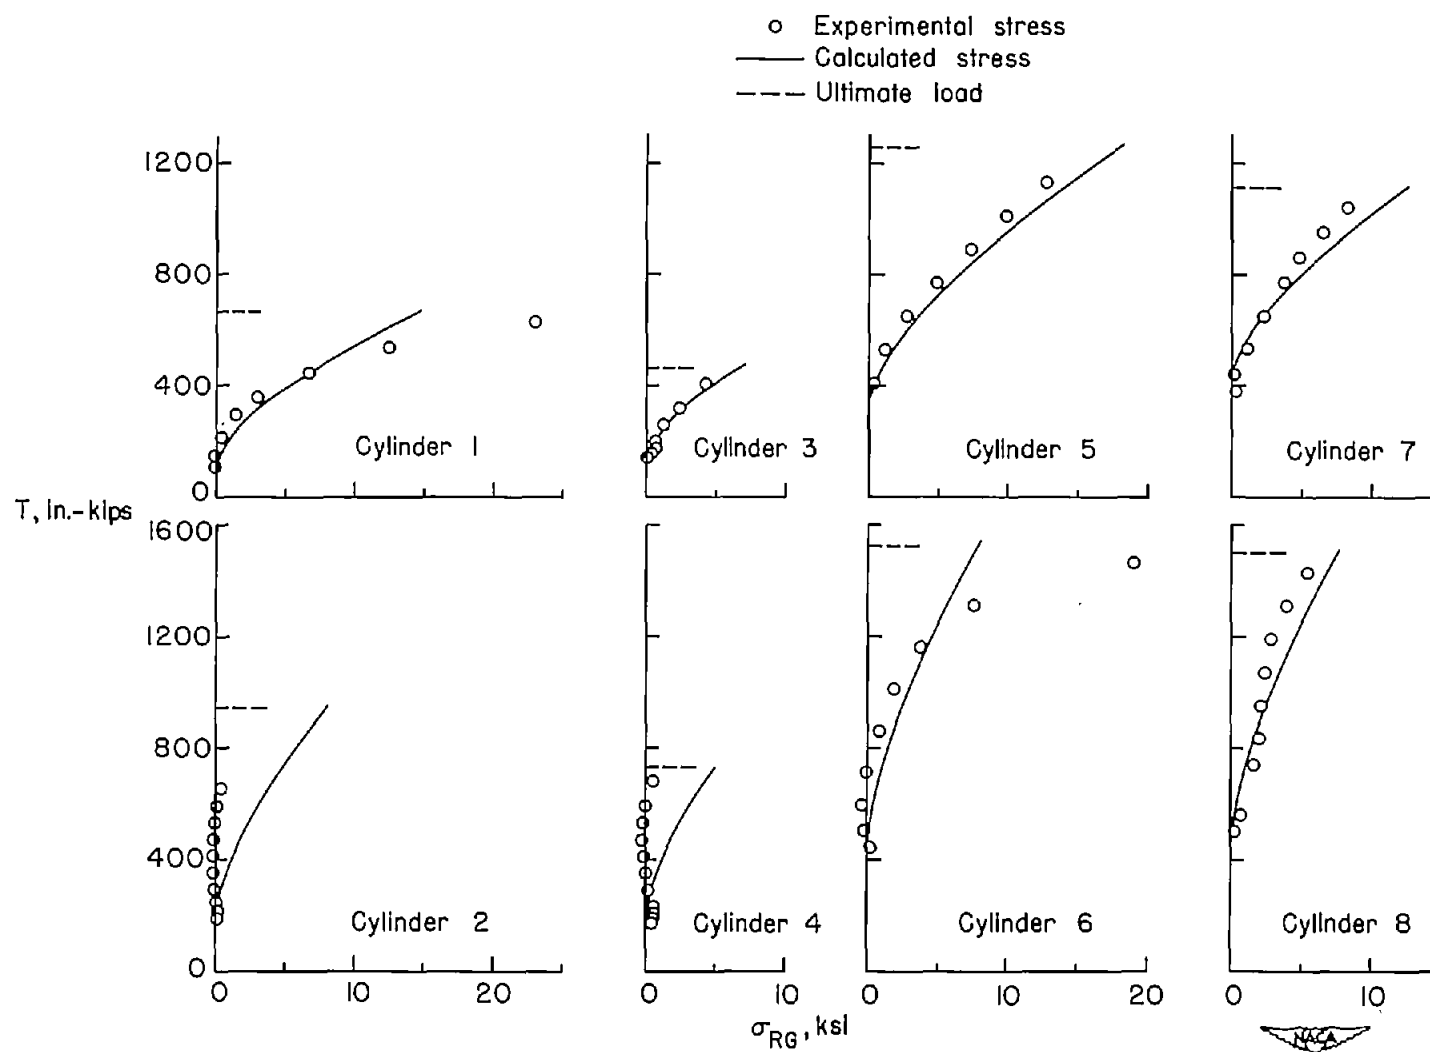 Experimental stress
Calculated stress
Ultimate load
1200
800
400
0
Cylinder 1
Cylinder 3
Cylinder 5
Cylinder 7
T, in.-kips
1600
1200
800
400
0
Cylinder 2
Cylinder 4
Cylinder 6
Cylinder 8
0 10 20
0 10
0 10 20
0 10
σRG, ksi
NACA